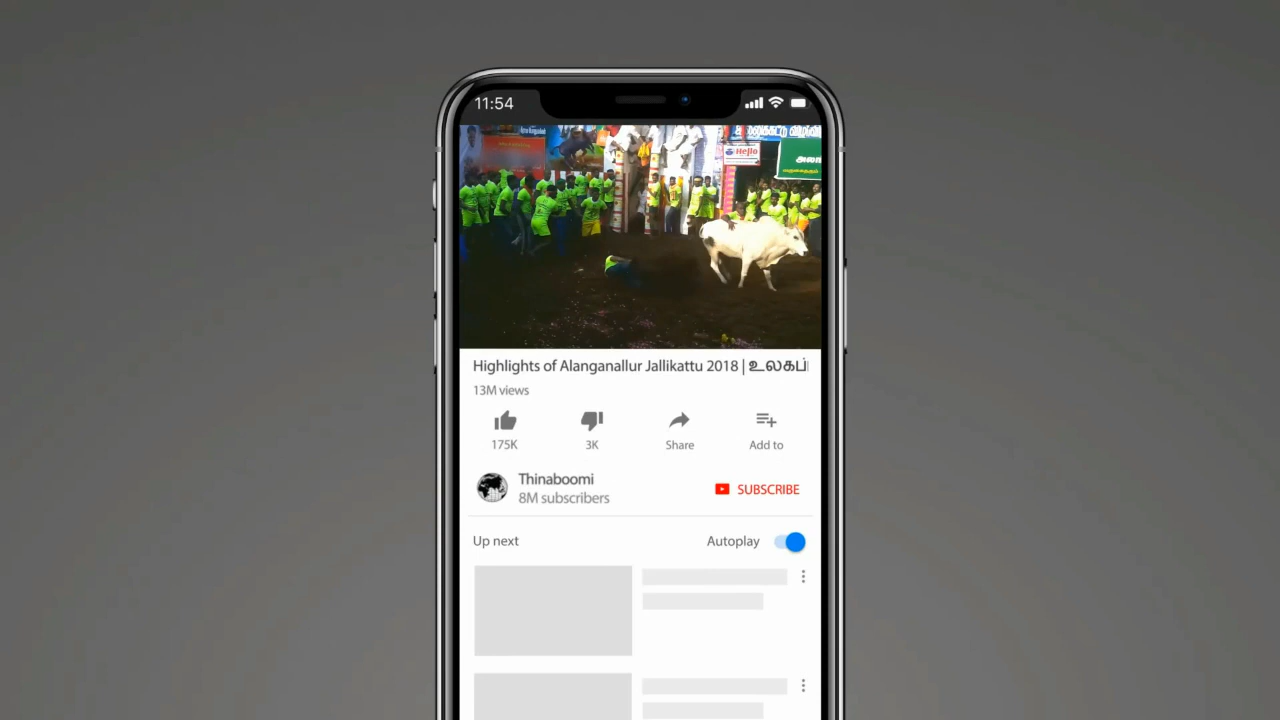 11:54
Hello
Highlights of Alanganallur Jallikattu 2018 | உலகப்
13M views
175K
3K
Share
Add to
Thinaboomi
8M subscribers
SUBSCRIBE
Up next
Autoplay